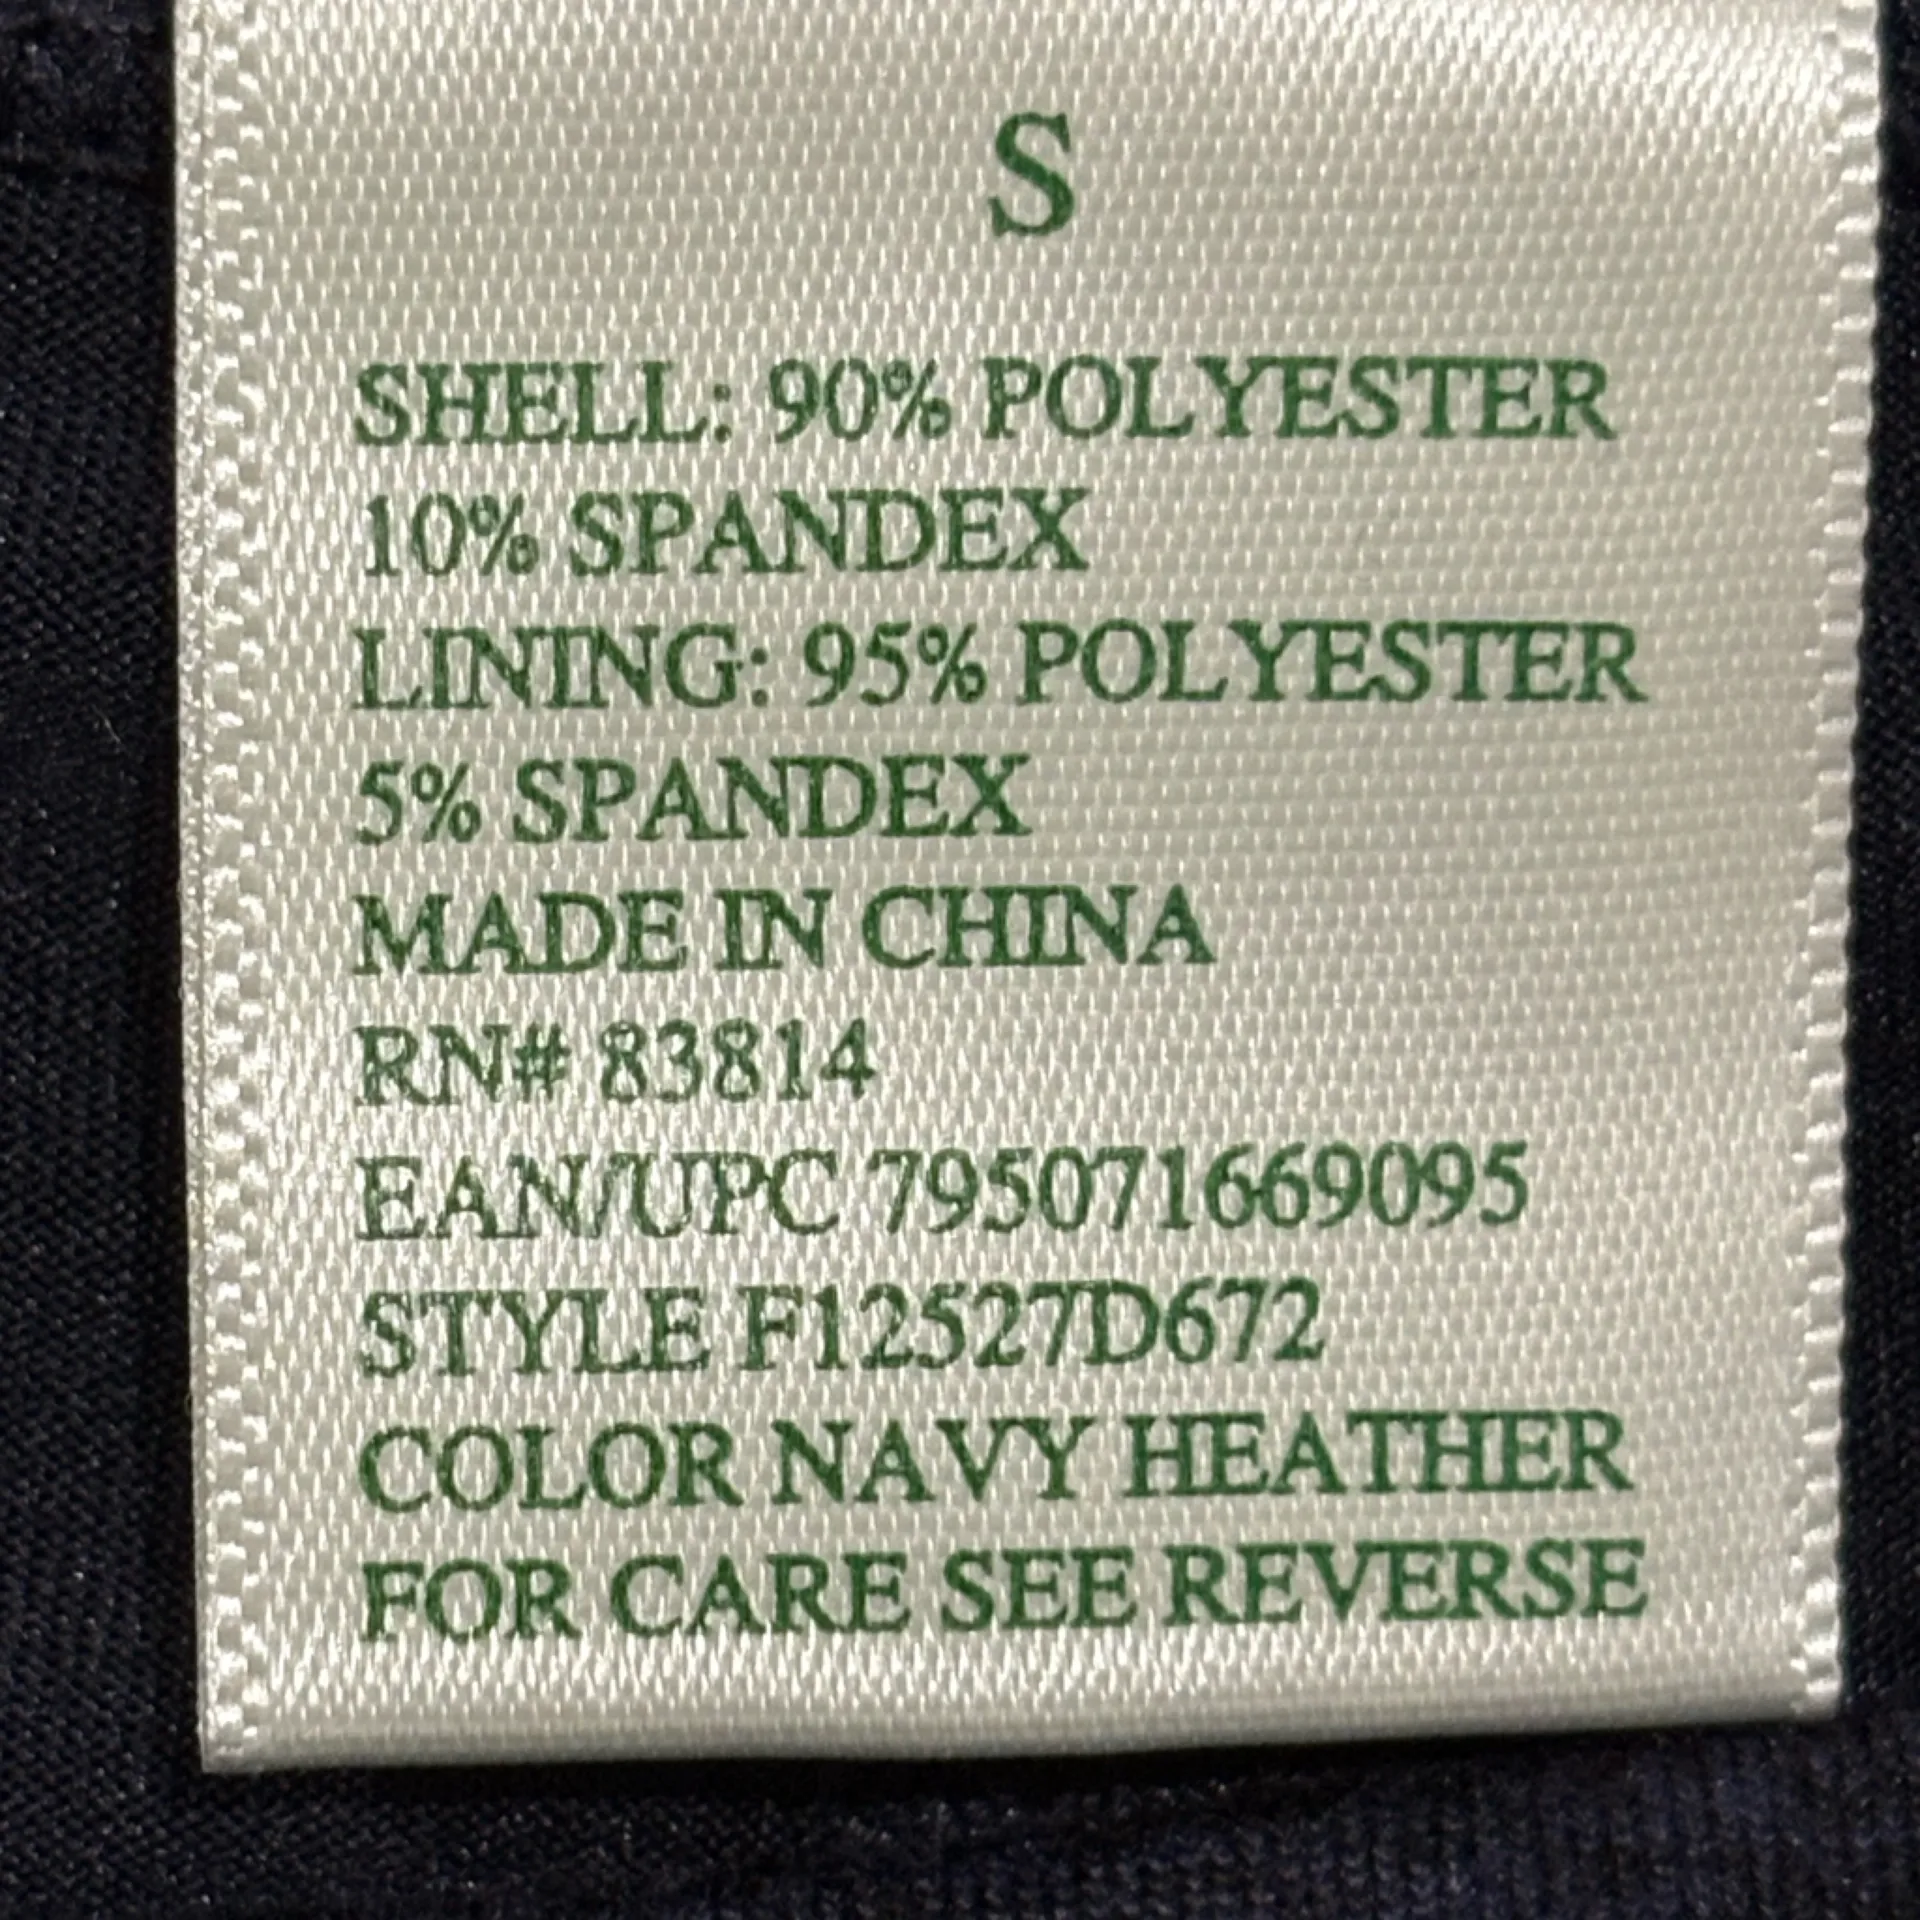 S
SHELL: 90% POLYESTER
10% SPANDEX
LINING: 95% POLYESTER
5% SPANDEX
MADE IN CHINA
RN# 83814
EAN/UPC 795071669095
STYLE F12527D672
COLOR NAVY HEATHER
FOR CARE SEE REVERSE